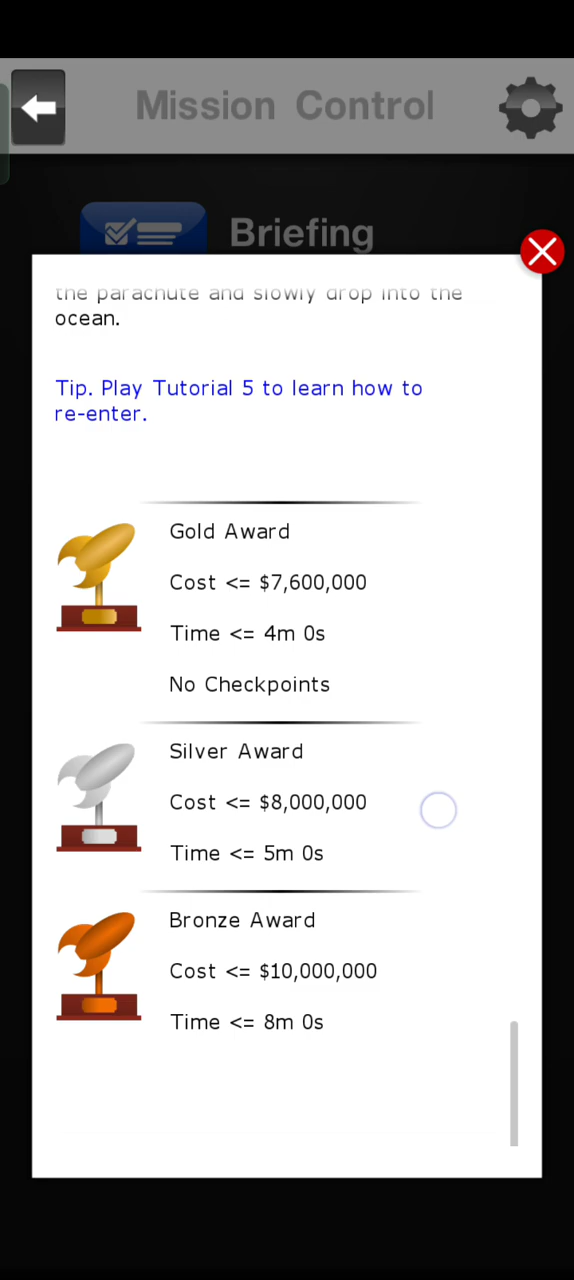 Mission Control
Briefing
the parachute and slowly drop into the
ocean.
Tip. Play Tutorial 5 to learn how to
re-enter.
Gold Award
Cost <= $7,600,000
Time <= 4m 0s
No Checkpoints
Silver Award
Cost <= $8,000,000
Time <= 5m 0s
Bronze Award
Cost <= $10,000,000
Time <= 8m 0s